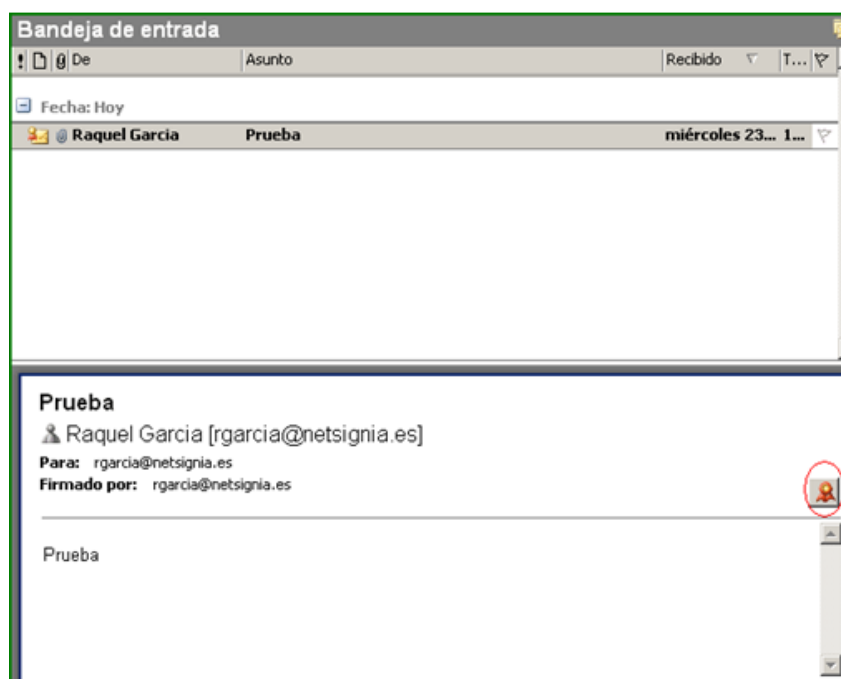 Bandeja de entrada
! De Asunto Recibido T...
Fecha: Hoy
Raquel Garcia Prueba miércoles 23... 1...
Prueba
Raquel Garcia [rgarcia@netsignia.es]
Para: rgarcia@netsignia.es
Firmado por: rgarcia@netsignia.es
Prueba